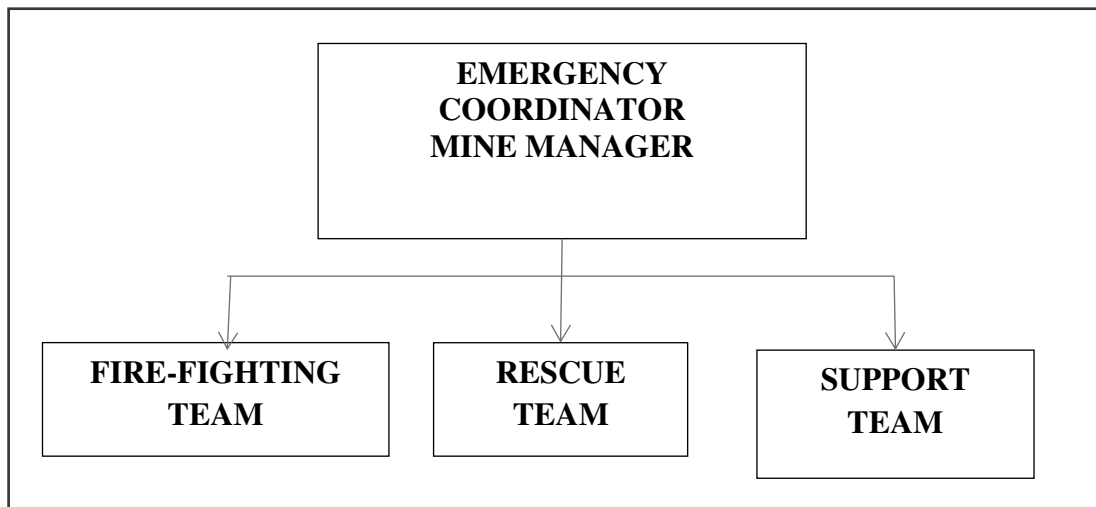 EMERGENCY
COORDINATOR
MINE MANAGER
FIRE-FIGHTING
TEAM
RESCUE
TEAM
SUPPORT
TEAM